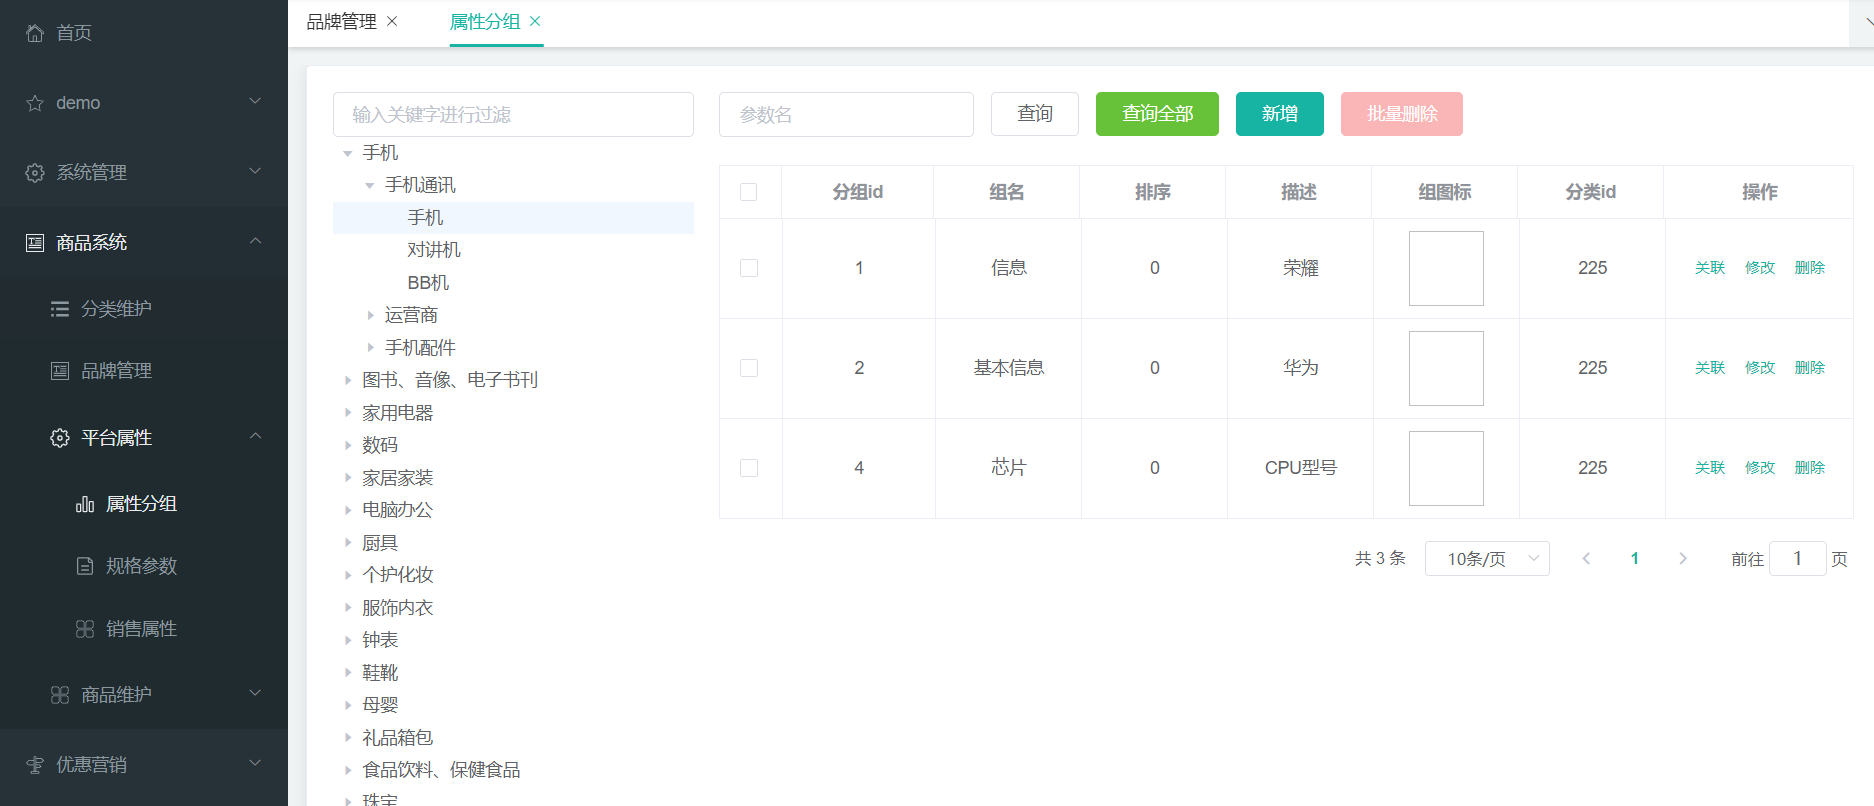 首页
demo
系统管理
商品系统
分类维护
品牌管理
平台属性
属性分组
规格参数
销售属性
商品维护
优惠营销
品牌管理 属性分组
输入关键字进行过滤
手机
手机通讯
手机
对讲机
BB机
运营商
手机配件
图书、音像、电子书刊
家用电器
数码
家居家装
电脑办公
厨具
个护化妆
服饰内衣
钟表
鞋靴
母婴
礼品箱包
食品饮料、保健食品
珠宝
参数名 查询 查询全部 新增 批量删除
分组id 组名 排序 描述 组图标 分类id 操作
1 信息 0 荣耀 225 关联 修改 删除
2 基本信息 0 华为 225 关联 修改 删除
4 芯片 0 CPU型号 225 关联 修改 删除
共 3 条 10条/页 1 前往 1 页